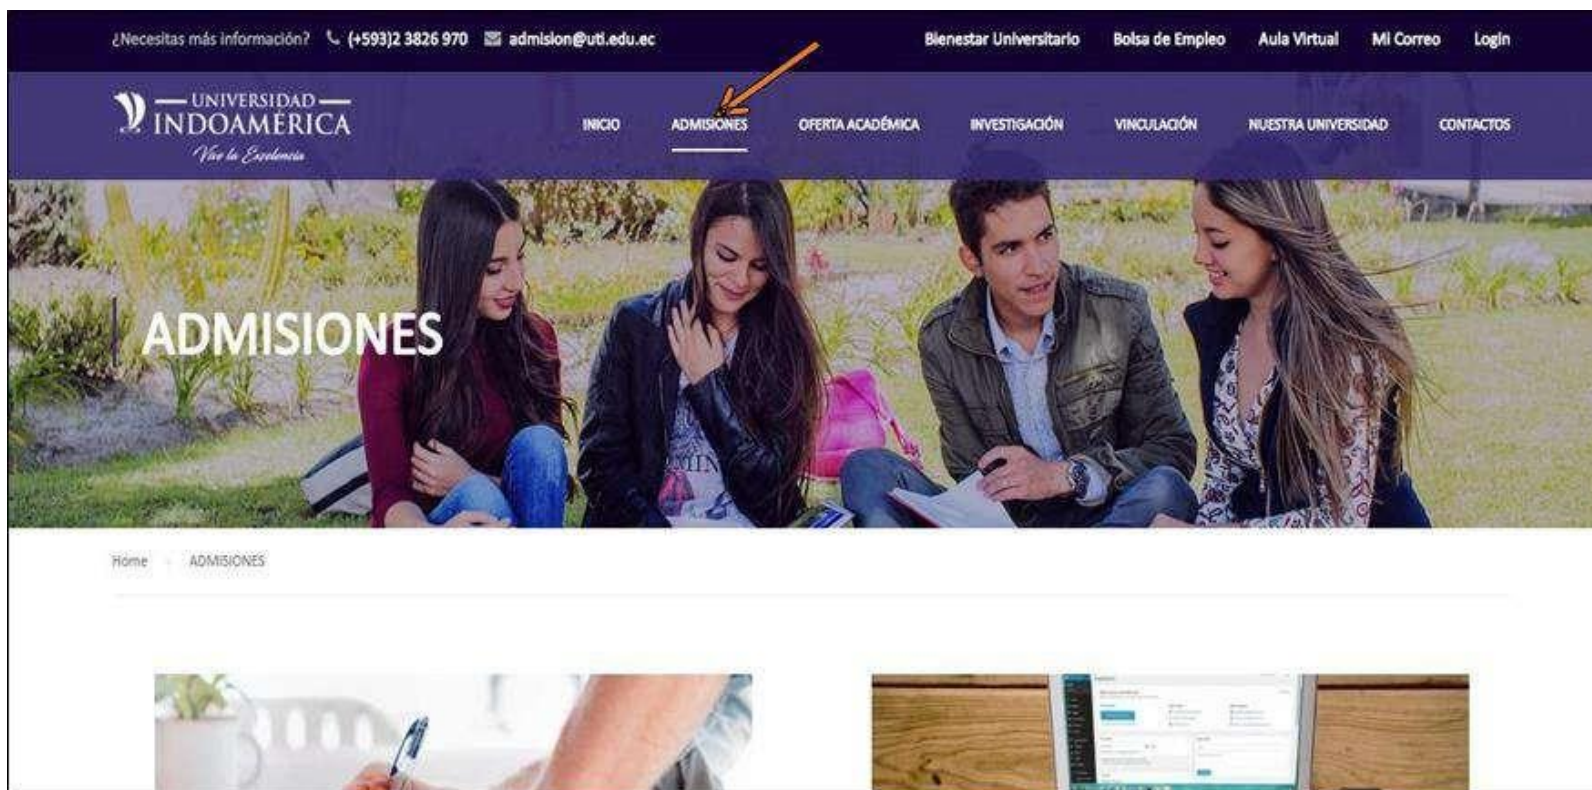 ¿Necesitas más información? (+593)2 3826 970 admision@uti.edu.ec Bienestar Universitario Bolsa de Empleo Aula Virtual Mi Correo Login
UNIVERSIDAD
INDOAMÉRICA
Vive la Excelencia
INICIO ADMISIONES OFERTA ACADÉMICA INVESTIGACIÓN VINCULACIÓN NUESTRA UNIVERSIDAD CONTACTOS
ADMISIONES
Home ADMISIONES